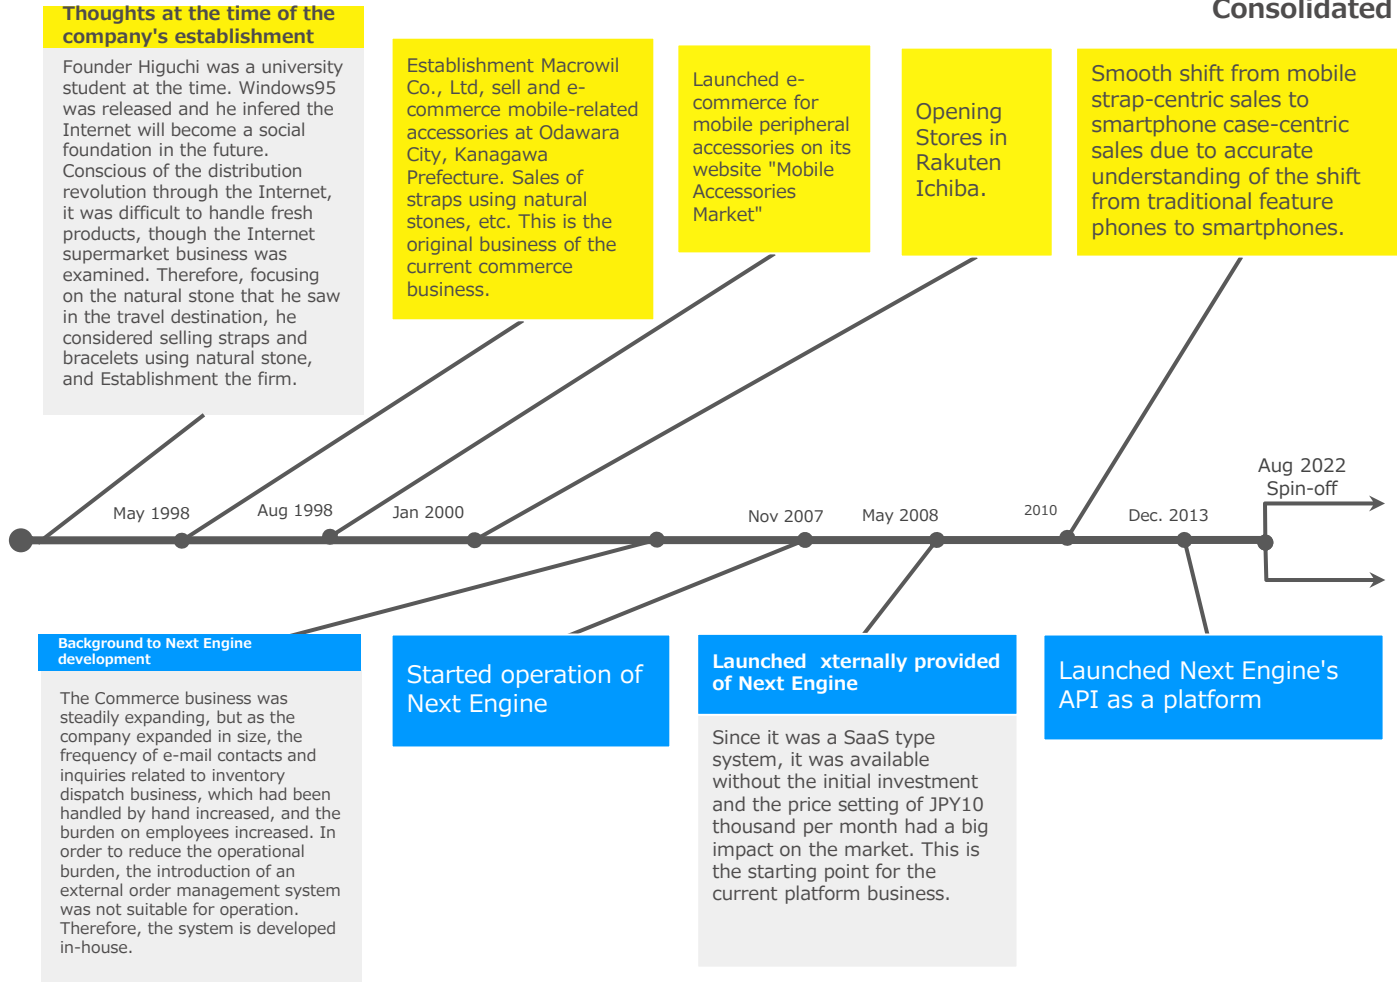 Consolidated
Thoughts at the time of the
company's establishment
Founder Higuchi was a university
student at the time. Windows95
was released and he infered the
Internet will become a social
foundation in the future.
Conscious of the distribution
revolution through the Internet,
it was difficult to handle fresh
products, though the Internet
supermarket business was
examined. Therefore, focusing
on the natural stone that he saw
in the travel destination, he
considered selling straps and
bracelets using natural stone,
and Establishment the firm.
Establishment Macrowil
Co., Ltd, sell and e-
commerce mobile-related
accessories at Odawara
City, Kanagawa
Prefecture. Sales of
straps using natural
stones, etc. This is the
original business of the
current commerce
business.
Launched e-
commerce for
mobile peripheral
accessories on its
website "Mobile
Accessories
Market"
Opening
Stores in
Rakuten
Ichiba.
Smooth shift from mobile
strap-centric sales to
smartphone case-centric
sales due to accurate
understanding of the shift
from traditional feature
phones to smartphones.
May 1998
Aug 1998
Jan 2000
Nov 2007
May 2008
2010
Dec. 2013
Aug 2022
Spin-off
Background to Next Engine
development
The Commerce business was
steadily expanding, but as the
company expanded in size, the
frequency of e-mail contacts and
inquiries related to inventory
dispatch business, which had been
handled by hand increased, and the
burden on employees increased. In
order to reduce the operational
burden, the introduction of an
external order management system
was not suitable for operation.
Therefore, the system is developed
in-house.
Started operation of
Next Engine
Launched xternally provided
of Next Engine
Since it was a SaaS type
system, it was available
without the initial investment
and the price setting of JPY10
thousand per month had a big
impact on the market. This is
the starting point for the
current platform business.
Launched Next Engine's
API as a platform